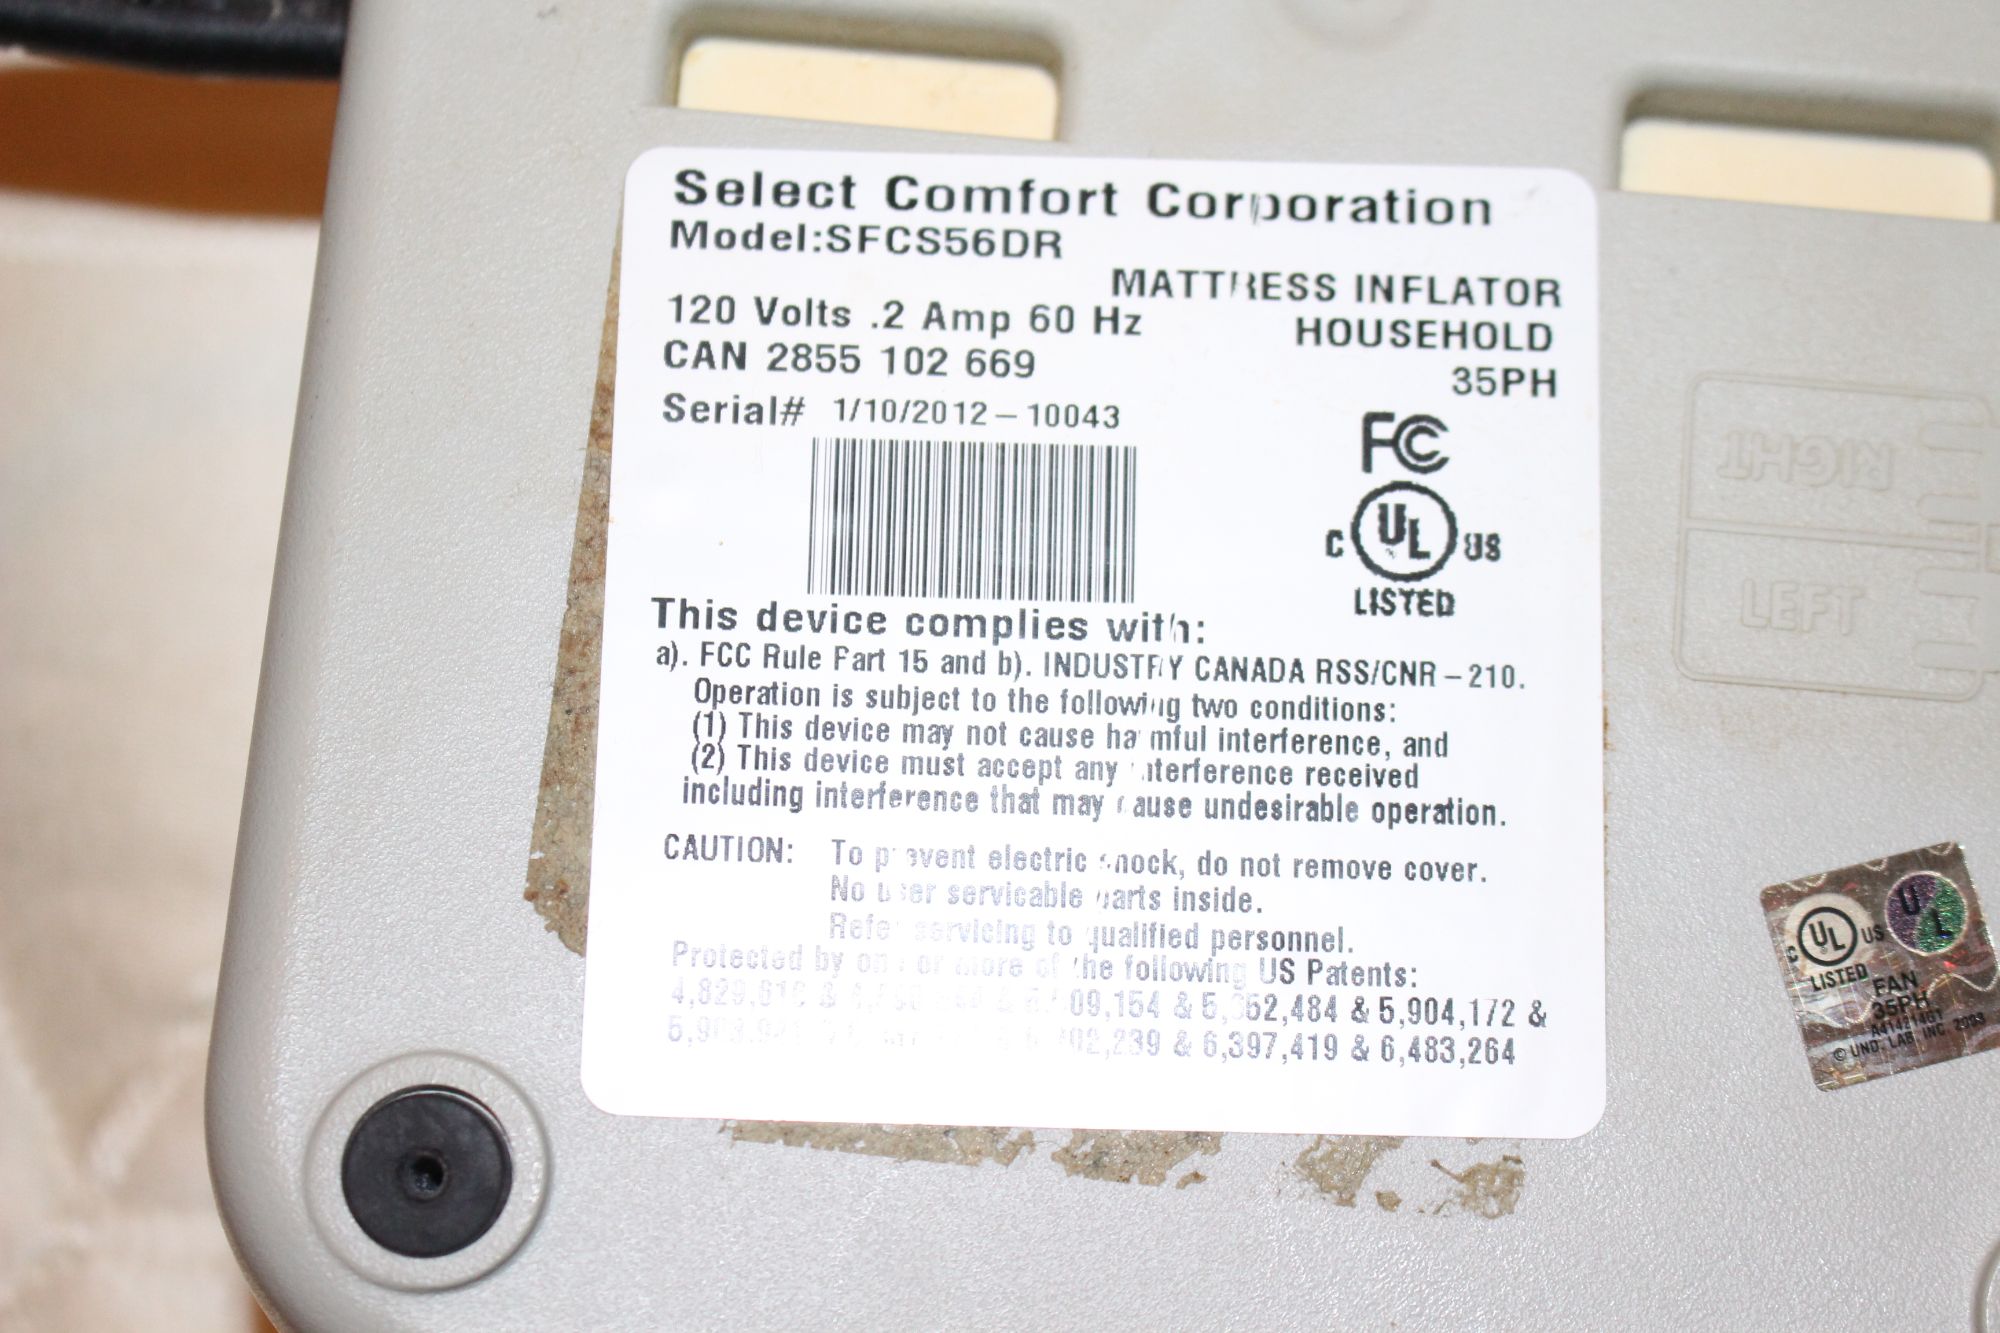 Select Comfort Corporation
Model:SFCS56DR
MATTRESS INFLATOR
120 Volts .2 Amp 60 Hz
HOUSEHOLD
CAN 2855 102 669
35PH
Serial# 1/10/2012-10043
FC
C UL US
LISTED
This device complies with:
a). FCC Rule Part 15 and b). INDUSTRY CANADA RSS/CNR-210.
Operation is subject to the following two conditions:
(1) This device may not cause harmful interference, and
(2) This device must accept any interference received
including interference that may cause undesirable operation.
CAUTION: To prevent electric shock, do not remove cover.
No user servicable parts inside.
Refer servicing to qualified personnel.
Protected by one or more of the following US Patents:
& 5,904,172 &
& 6,397,419 & 6,483,264
RIGHT
LEFT
UL
C UL US
LISTED
FAN
35PH
© UND. LAB. INC. 2003